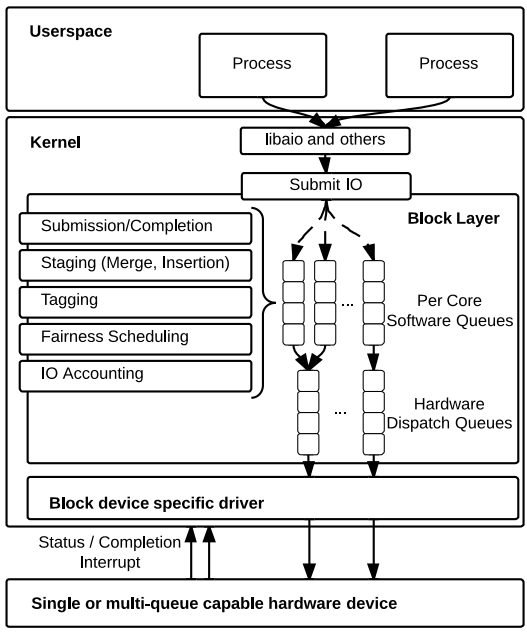 Userspace
Process
Process
Kernel
libaio and others
Submit IO
Block Layer
Submission/Completion
Staging (Merge, Insertion)
Tagging
Fairness Scheduling
IO Accounting
...
Per Core
Software Queues
...
Hardware
Dispatch Queues
Block device specific driver
Status / Completion
Interrupt
Single or multi-queue capable hardware device